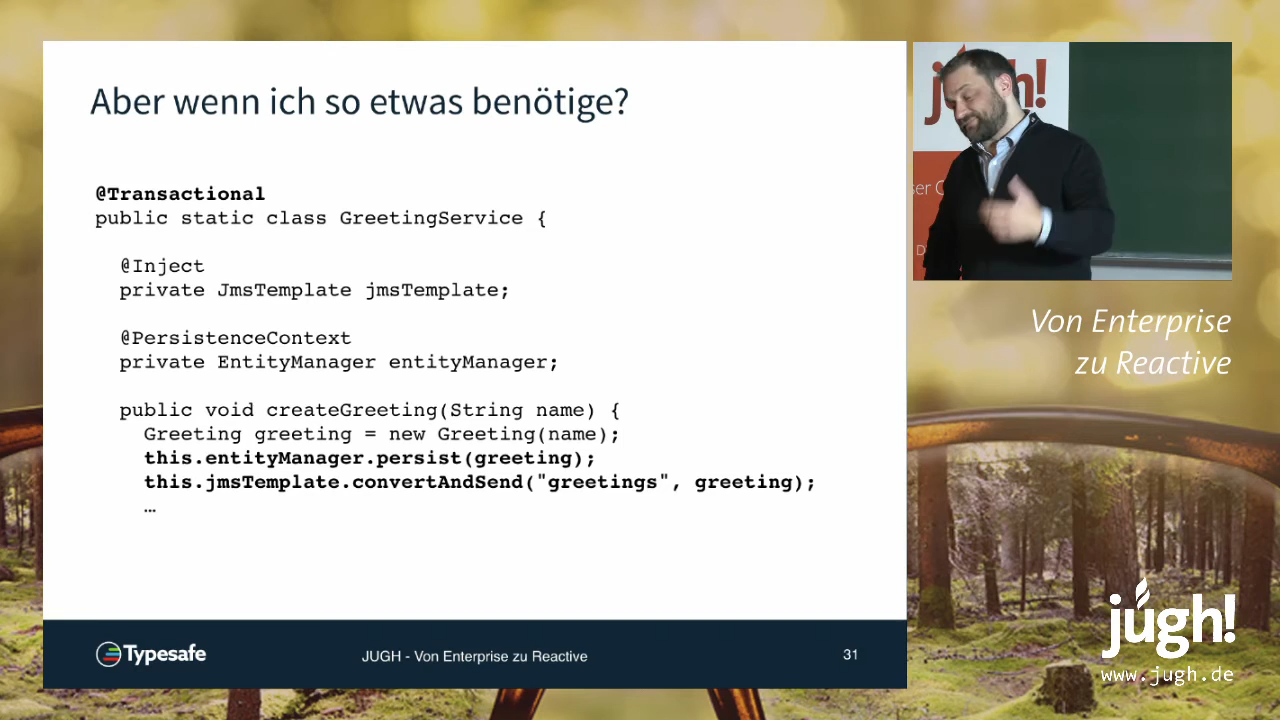 Aber wenn ich so etwas benötige?
@Transactional
public static class GreetingService {
@Inject
private JmsTemplate jmsTemplate;
@PersistenceContext
private EntityManager entityManager;
public void createGreeting(String name) {
Greeting greeting = new Greeting(name);
this.entityManager.persist(greeting);
this.jmsTemplate.convertAndSend("greetings", greeting);
…
Typesafe
JUGH - Von Enterprise zu Reactive
31
Von Enterprise
zu Reactive
jugh!
www.jugh.de